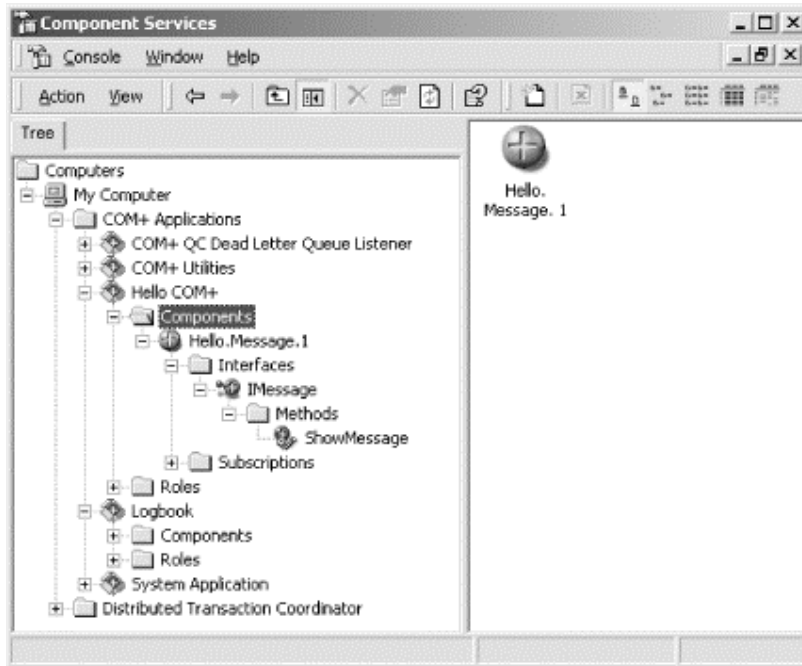 Component Services
Console Window Help
Action View
Tree
Computers
My Computer
COM+ Applications
COM+ QC Dead Letter Queue Listener
COM+ Utilities
Hello COM+
Components
Hello.Message.1
Interfaces
IMessage
Methods
ShowMessage
Subscriptions
Roles
Logbook
Components
Roles
System Application
Distributed Transaction Coordinator
Hello.
Message. 1